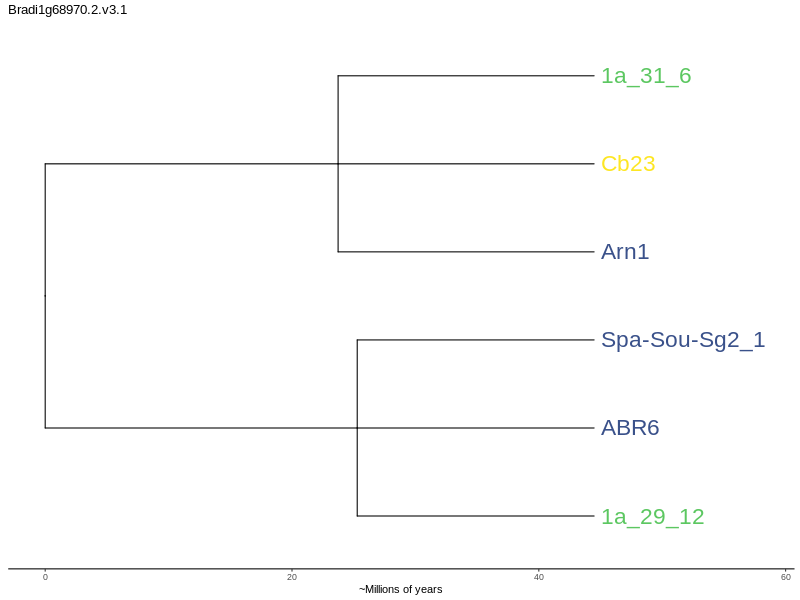 Bradi1g68970.2.v3.1
1a_31_6
Cb23
Arn1
Spa-Sou-Sg2_1
ABR6
1a_29_12
0 20 40 60
~Millions of years